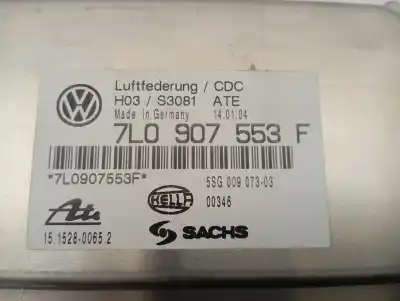 Luftfederung / CDC
H03 / S3081 ATE
Made in Germany 14.01.04
7L0 907 553 F
*7L0907553F*
5SG 009 073-03
HELLA
00346
Ate
SACHS
15.1528-0065.2